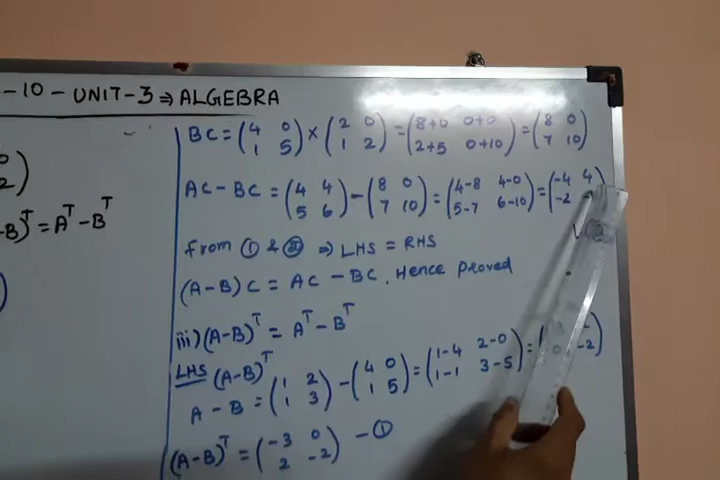 -10-UNIT-3⇒ALGEBRA
0
2)
-B)^T = A^T - B^T
)
BC = (4 0 / 1 5) × (2 0 / 1 2) = (8+0 0+0 / 2+5 0+10) = (8 0 / 7 10)
AC - BC = (4 4 / 5 6) - (8 0 / 7 10) = (4-8 4-0 / 5-7 6-10) = (-4 4 / -2
From ① & ② ⇒ LHS = RHS
(A-B)C = AC - BC. Hence Proved
iii) (A-B)^T = A^T - B^T
LHS (A-B)^T
A - B = (1 2 / 1 3) - (4 0 / 1 5) = (1-4 2-0 / 1-1 3-5) = ( 0 -2)
(A-B)^T = (-3 0 / 2 -2) - ①